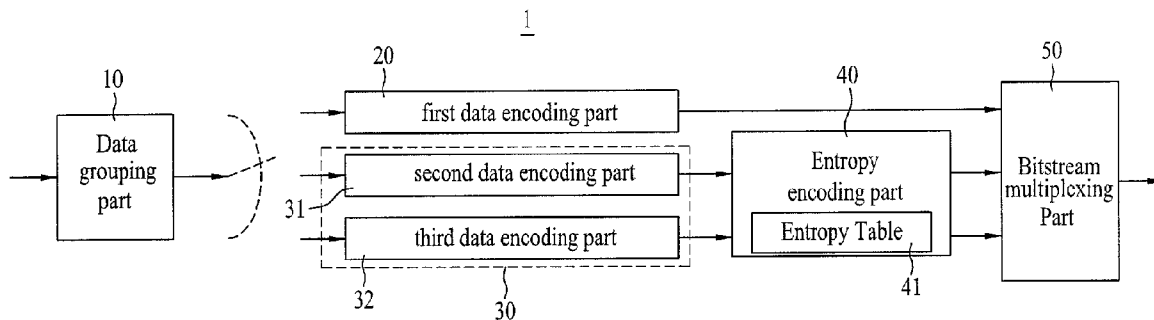 1
10
Data
grouping
part
20
first data encoding part
31
second data encoding part
32
third data encoding part
30
40
Entropy
encoding part
Entropy Table
41
50
Bitstream
multiplexing
Part